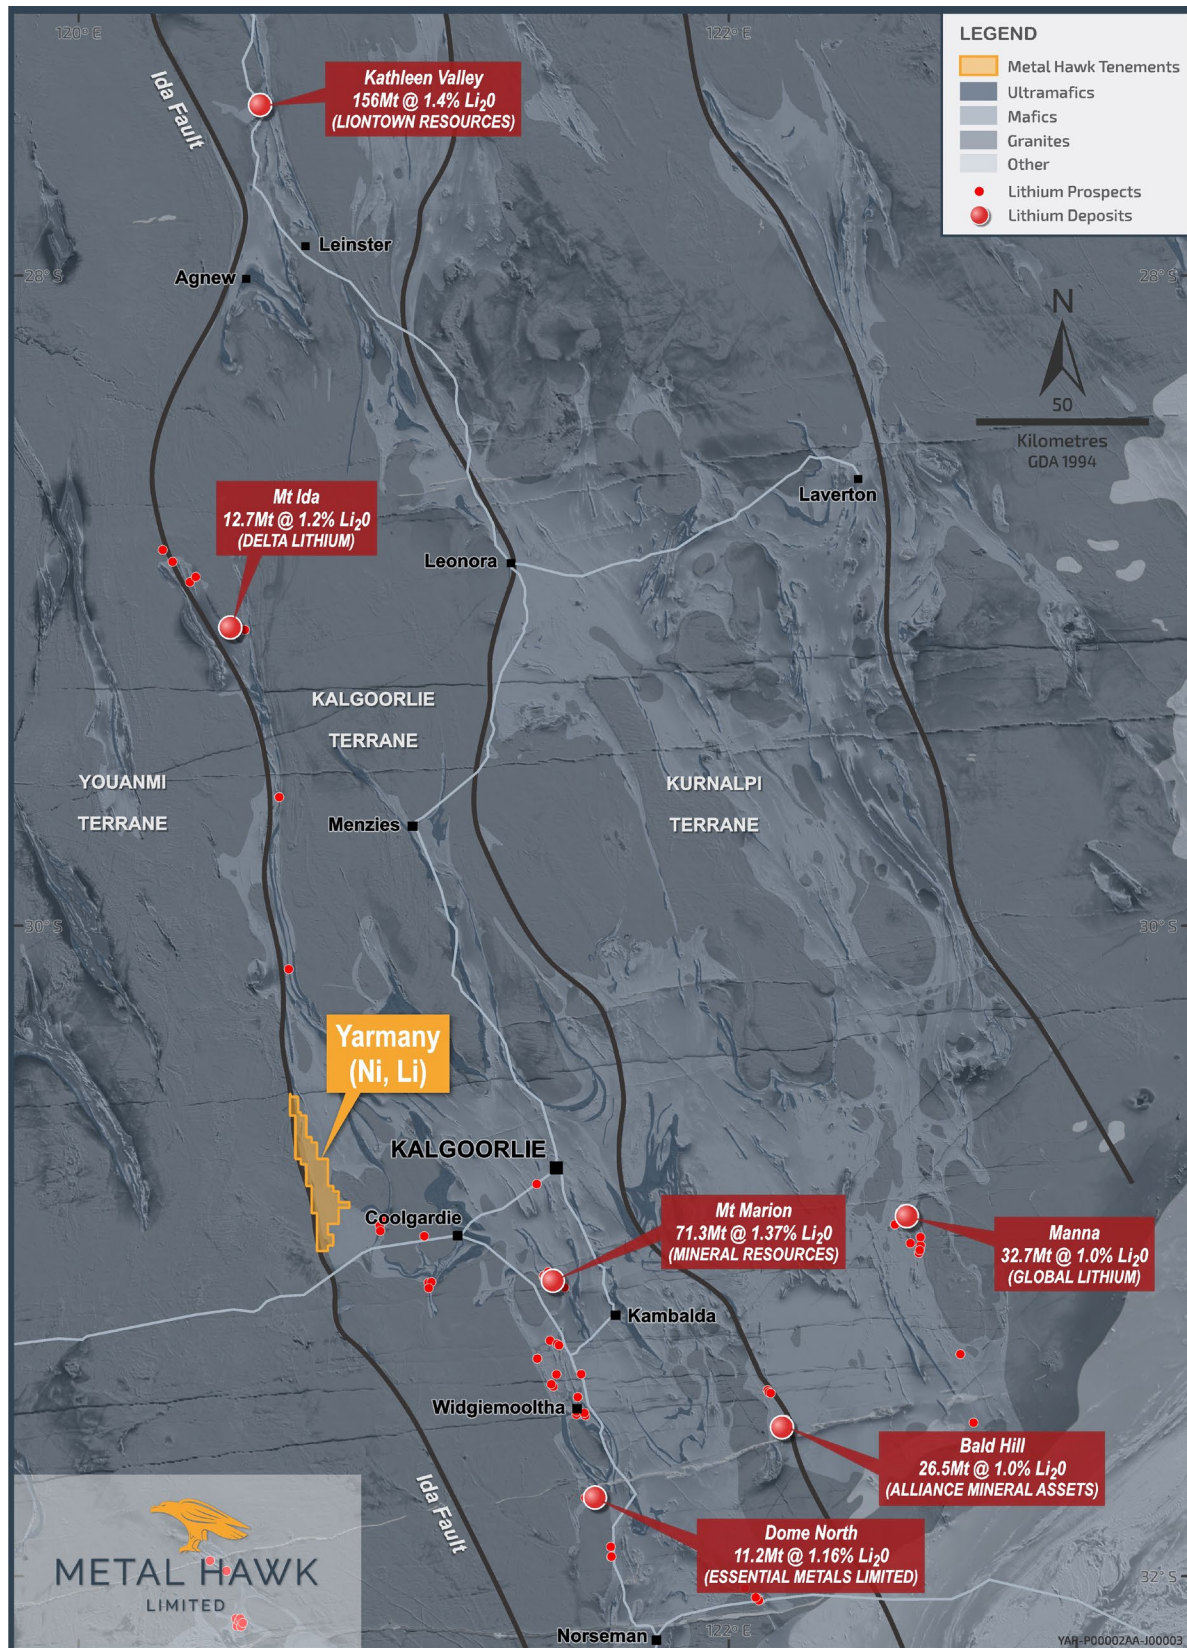 120° E
122° E
LEGEND
Metal Hawk Tenements
Ultramafics
Mafics
Granites
Other
Lithium Prospects
Lithium Deposits
Ida Fault
Kathleen Valley
156Mt @ 1.4% Li₂0
(LIONTOWN RESOURCES)
Leinster
Agnew
28° S
28° S
N
50
Kilometres
GDA 1994
Laverton
Mt Ida
12.7Mt @ 1.2% Li₂0
(DELTA LITHIUM)
Leonora
KALGOORLIE
TERRANE
YOUANMI
TERRANE
KURNALPI
TERRANE
Menzies
30° S
30° S
Yarmany
(Ni, Li)
KALGOORLIE
Coolgardie
Mt Marion
71.3Mt @ 1.37% Li₂0
(MINERAL RESOURCES)
Manna
32.7Mt @ 1.0% Li₂0
(GLOBAL LITHIUM)
Kambalda
Widgiemooltha
Bald Hill
26.5Mt @ 1.0% Li₂0
(ALLIANCE MINERAL ASSETS)
Ida Fault
Dome North
11.2Mt @ 1.16% Li₂0
(ESSENTIAL METALS LIMITED)
METAL HAWK
LIMITED
32° S
Norseman
122° E
YAR-P00002AA-J00003